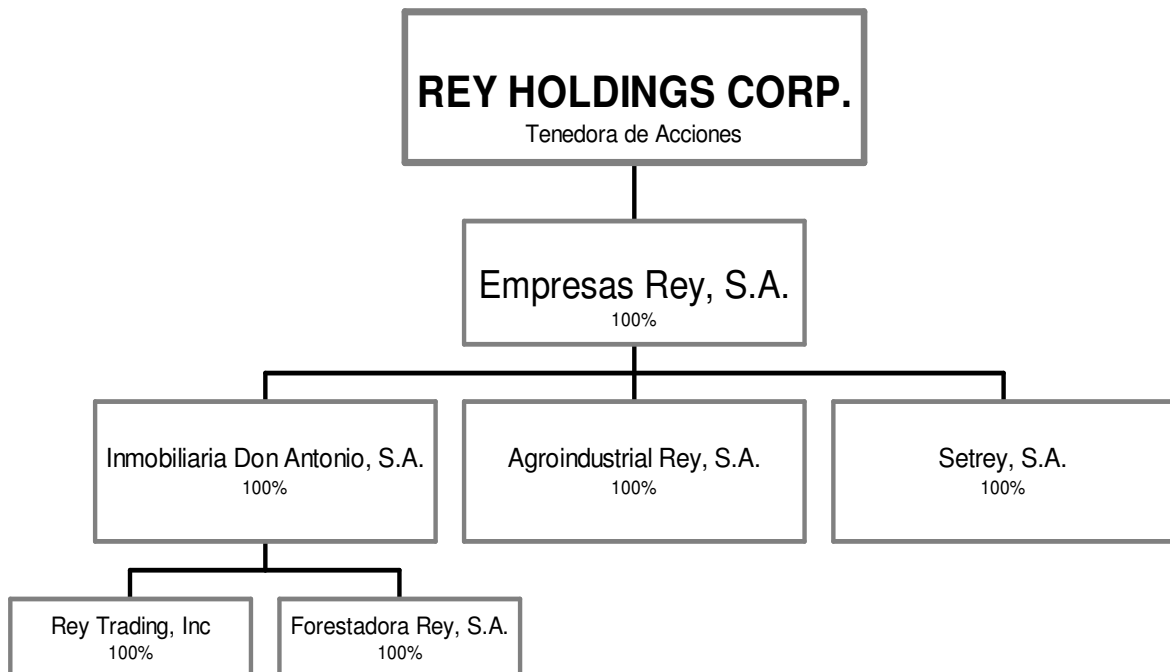 REY HOLDINGS CORP.
Tenedora de Acciones
Empresas Rey, S.A.
100%
Inmobiliaria Don Antonio, S.A.
100%
Agroindustrial Rey, S.A.
100%
Setrey, S.A.
100%
Rey Trading, Inc
100%
Forestadora Rey, S.A.
100%